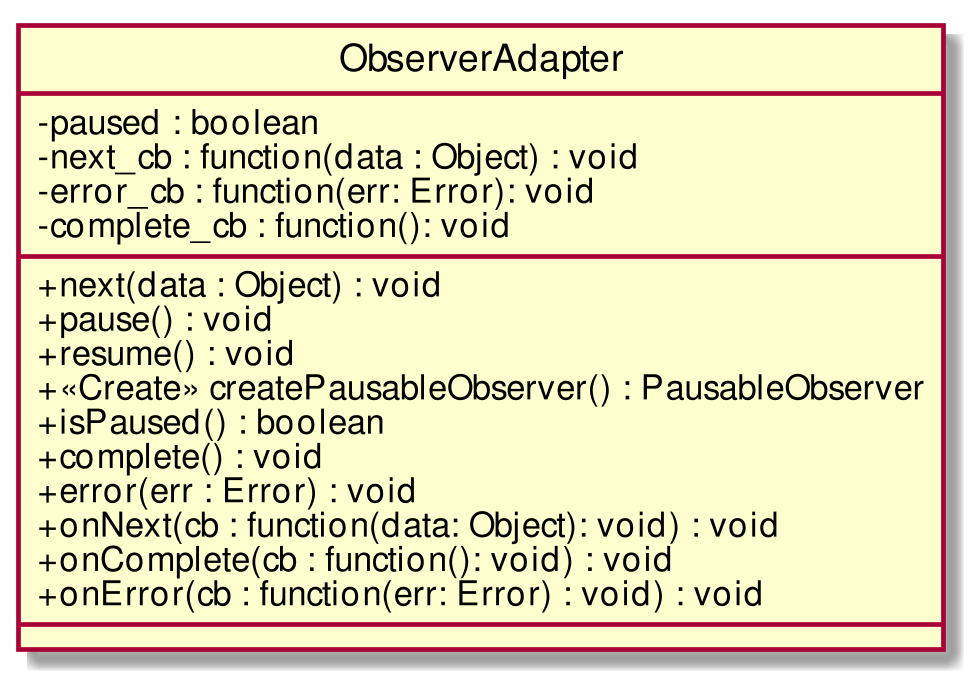 ObserverAdapter
-paused : boolean
-next_cb : function(data : Object) : void
-error_cb : function(err: Error): void
-complete_cb : function(): void
+next(data : Object) : void
+pause() : void
+resume() : void
+«Create» createPausableObserver() : PausableObserver
+isPaused() : boolean
+complete() : void
+error(err : Error) : void
+onNext(cb : function(data: Object): void) : void
+onComplete(cb : function(): void) : void
+onError(cb : function(err: Error) : void) : void